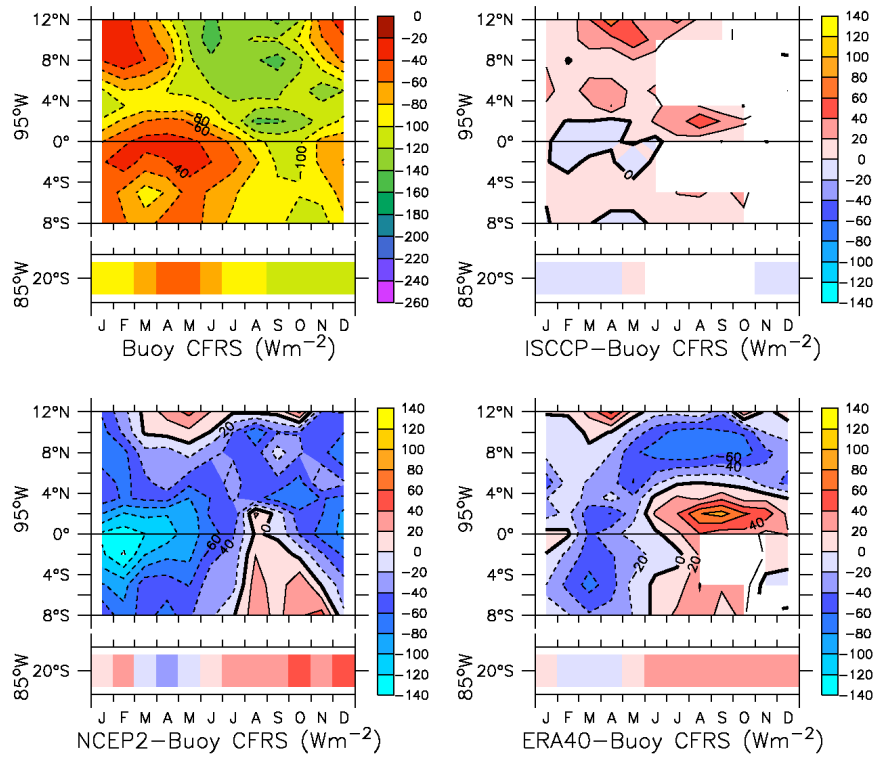 12°N
8°N
4°N
0°
4°S
8°S
95°W
−80
−60
40
−100
0
−20
−40
−60
−80
−100
−120
−140
−160
−180
−200
−220
−240
−260
20°S
85°W
J F M A M J J A S O N D
Buoy CFRS (Wm−2)
12°N
8°N
4°N
0°
4°S
8°S
95°W
0
140
120
100
80
60
40
20
0
−20
−40
−60
−80
−100
−120
−140
20°S
85°W
J F M A M J J A S O N D
ISCCP−Buoy CFRS (Wm−2)
12°N
8°N
4°N
0°
4°S
8°S
95°W
20
−60
−40
0
140
120
100
80
60
40
20
0
−20
−40
−60
−80
−100
−120
−140
20°S
85°W
J F M A M J J A S O N D
NCEP2−Buoy CFRS (Wm−2)
12°N
8°N
4°N
0°
4°S
8°S
95°W
−60
−40
40
20
0
20
140
120
100
80
60
40
20
0
−20
−40
−60
−80
−100
−120
−140
20°S
85°W
J F M A M J J A S O N D
ERA40−Buoy CFRS (Wm−2)